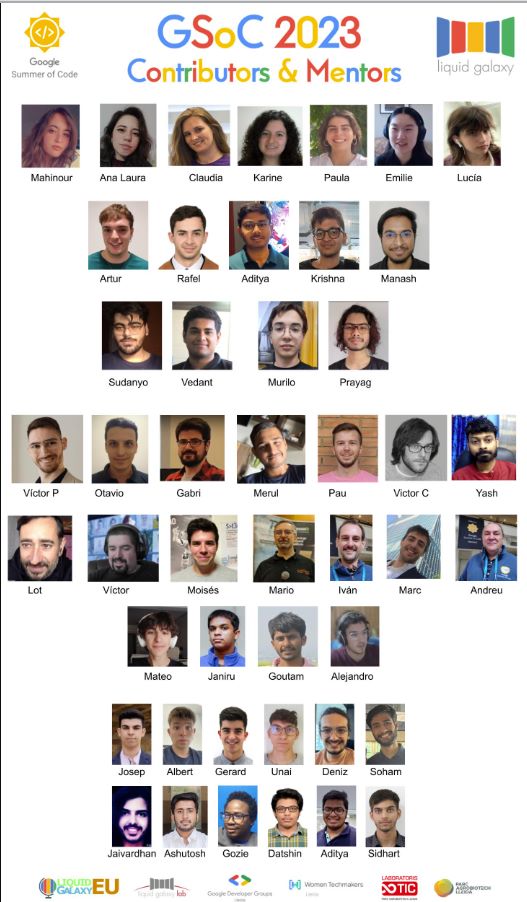 Google
Summer of Code
GSoC 2023
Contributors & Mentors
liquid galaxy
Mahinour Ana Laura Claudia Karine Paula Emilie Lucía
Artur Rafel Aditya Krishna Manash
Sudanyo Vedant Murilo Prayag
Víctor P Otavio Gabri Merul Pau Victor C Yash
Lot Víctor Moisés Mario Iván Marc Andreu
Mateo Janiru Goutam Alejandro
Josep Albert Gerard Unai Deniz Soham
Jaivardhan Ashutosh Gozie Datshin Aditya Sidhart
LIQUID GALAXY EU
liquid galaxy lab
Google Developer Groups
Women Techmakers
LABORATORIS
TIC
PARC
AGROBIOTECH
LLEIDA